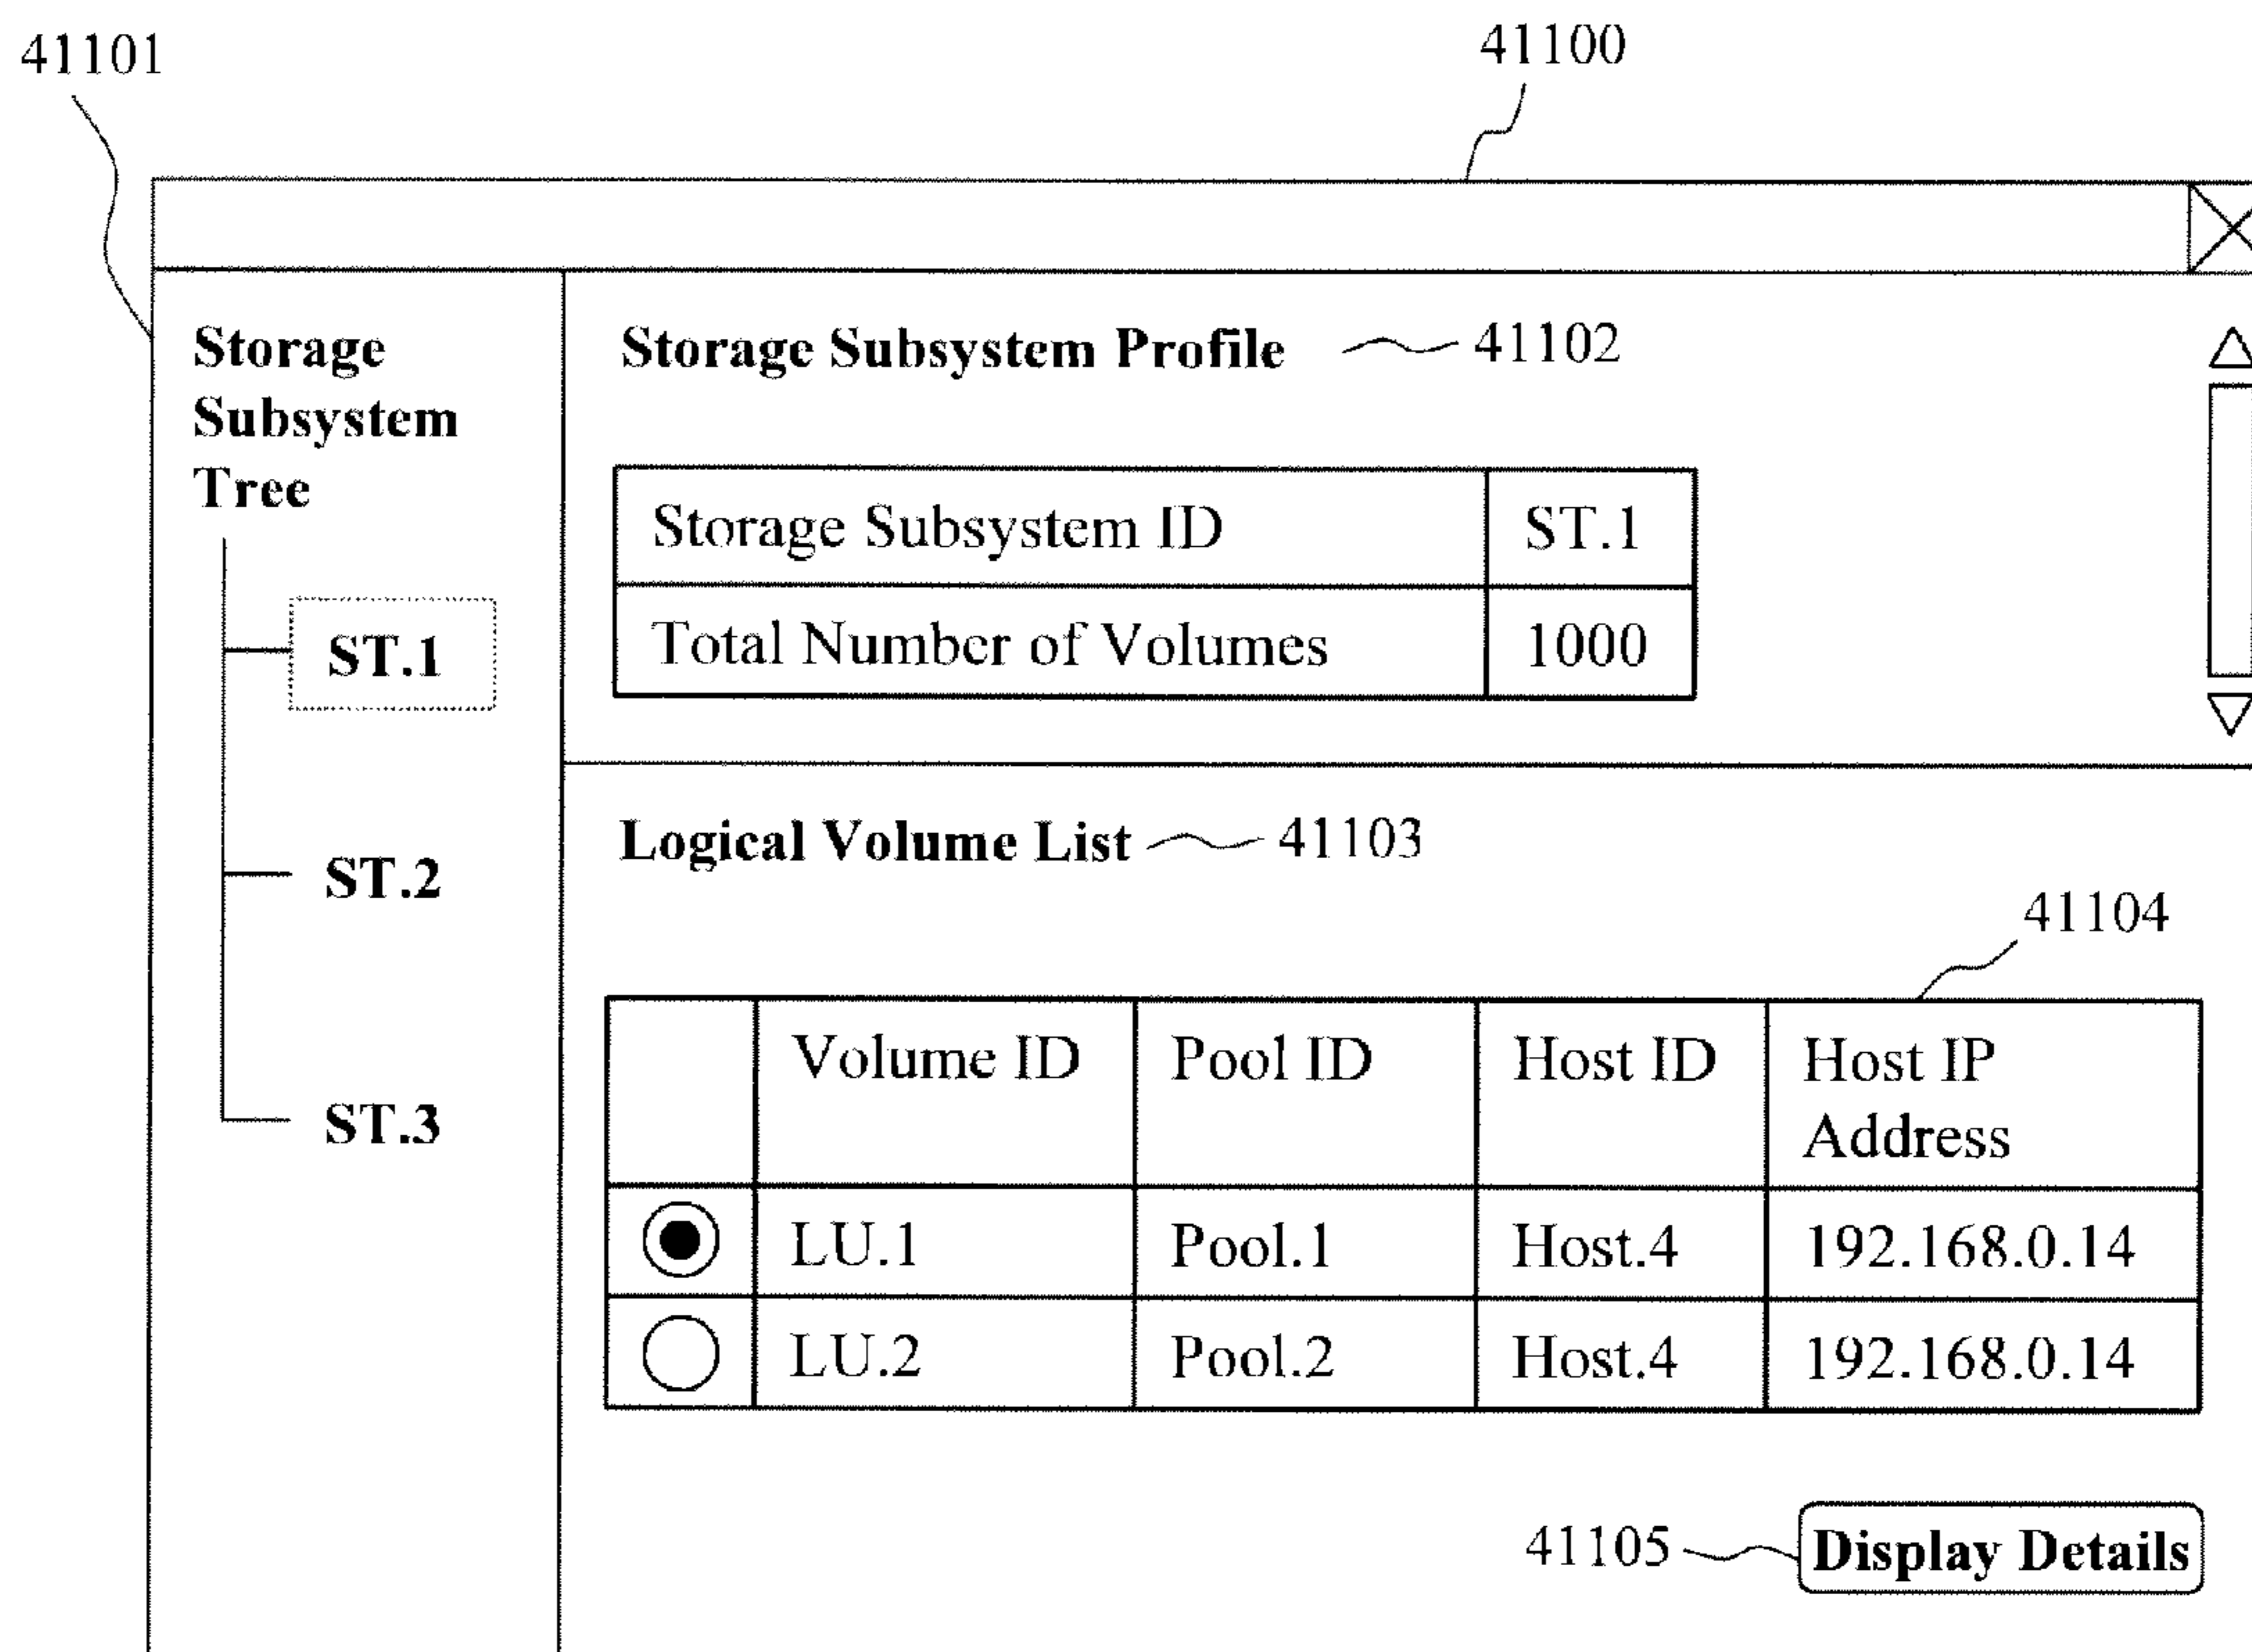 41101
41100
Storage
Subsystem
Tree
ST.1
ST.2
ST.3
Storage Subsystem Profile 41102
Storage Subsystem ID ST.1
Total Number of Volumes 1000
Logical Volume List 41103
41104
Volume ID Pool ID Host ID Host IP
Address
LU.1 Pool.1 Host.4 192.168.0.14
LU.2 Pool.2 Host.4 192.168.0.14
41105 Display Details